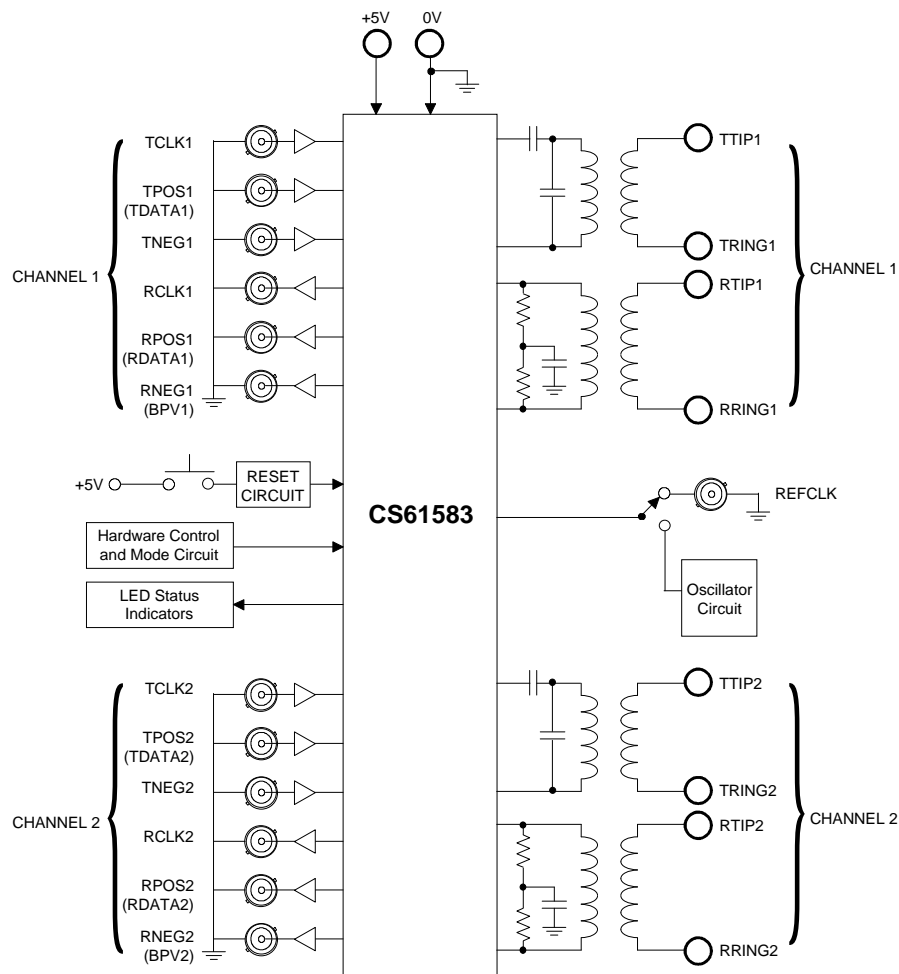 +5V
0V
CHANNEL 1
TCLK1
TPOS1
(TDATA1)
TNEG1
RCLK1
RPOS1
(RDATA1)
RNEG1
(BPV1)
TTIP1
TRING1
RTIP1
RRING1
CHANNEL 1
+5V
RESET
CIRCUIT
Hardware Control
and Mode Circuit
LED Status
Indicators
CS61583
REFCLK
Oscillator
Circuit
CHANNEL 2
TCLK2
TPOS2
(TDATA2)
TNEG2
RCLK2
RPOS2
(RDATA2)
RNEG2
(BPV2)
TTIP2
TRING2
RTIP2
RRING2
CHANNEL 2